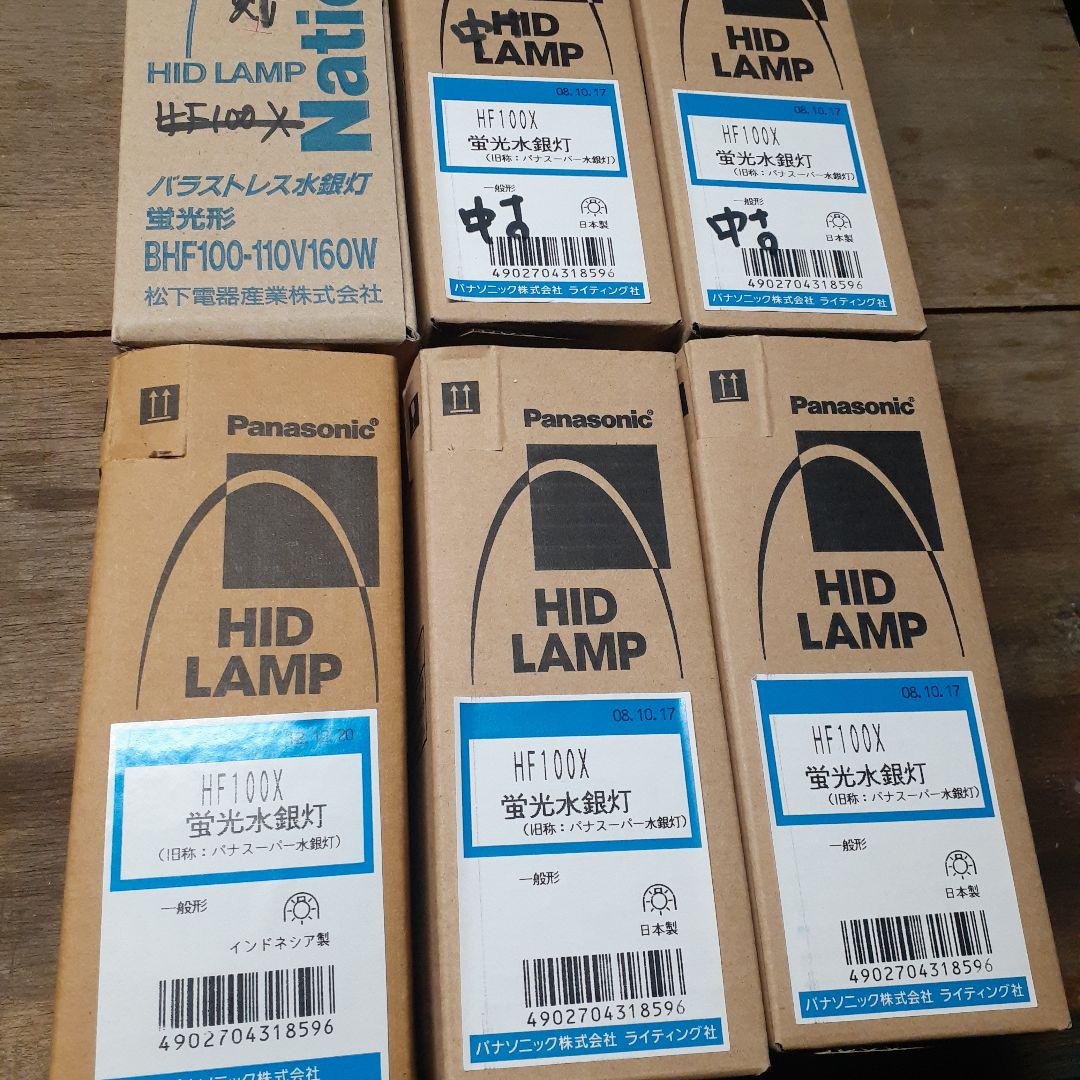 灯
Natio
HID LAMP
HF100X
バラストレス水銀灯
蛍光形
BHF100-110V160W
松下電器産業株式会社
中
HID
LAMP
08.10.17
HF100X
蛍光水銀灯
(旧称：パナスーパー水銀灯)
一般形
中古
日本製
4902704318596
パナソニック株式会社 ライティング社
HID
LAMP
08.10.17
HF100X
蛍光水銀灯
(旧称：パナスーパー水銀灯)
一般形
中古
日本製
4902704318596
パナソニック株式会社 ライティング社
Panasonic®
HID
LAMP
HF100X
蛍光水銀灯
(旧称：パナスーパー水銀灯)
一般形
インドネシア製
4902704318596
パナソニック株式会社
Panasonic®
HID
LAMP
08.10.17
HF100X
蛍光水銀灯
(旧称：パナスーパー水銀灯)
一般形
日本製
4902704318596
パナソニック株式会社 ライティング社
Panasonic®
HID
LAMP
08.10.17
HF100X
蛍光水銀灯
(旧称：パナスーパー水銀灯)
一般形
日本製
4902704318596
パナソニック株式会社 ライティング社